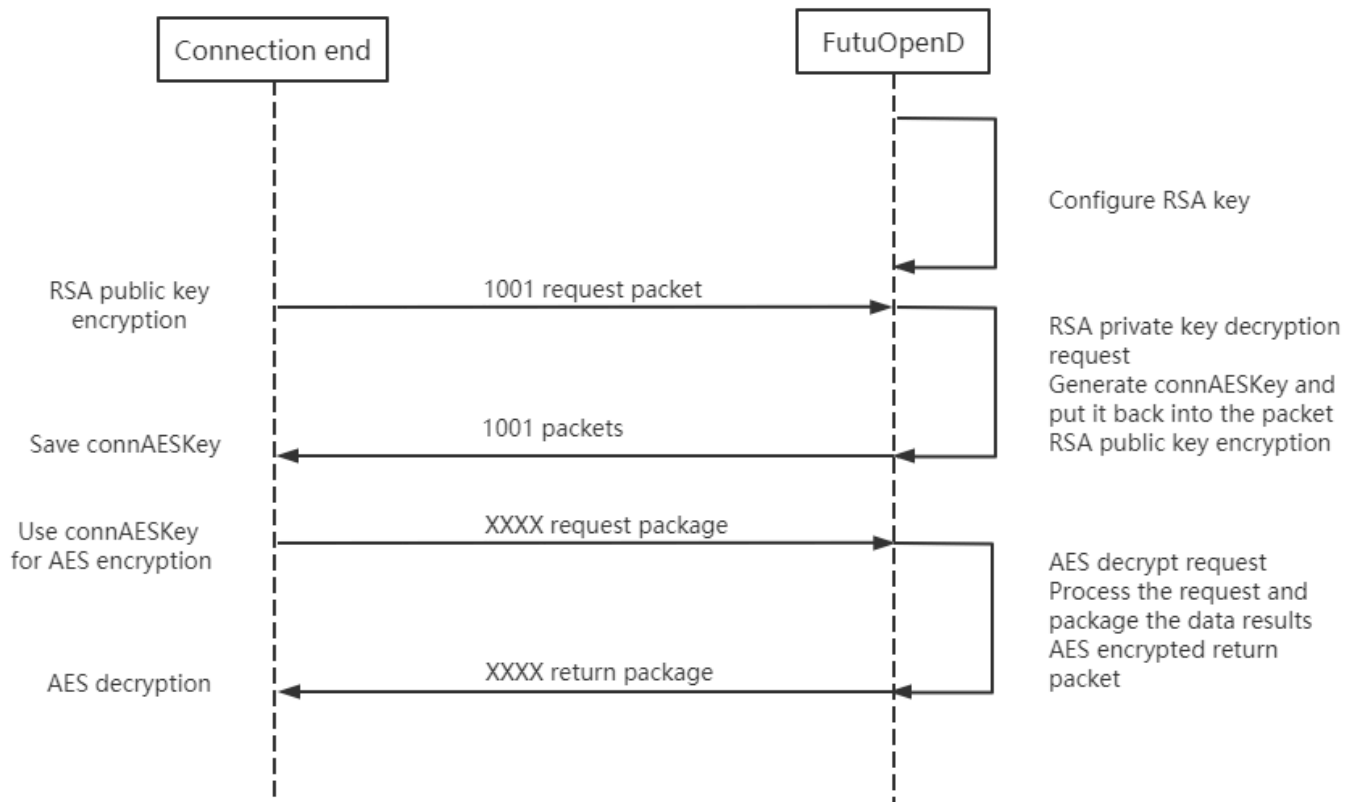 Connection end
FutuOpenD
Configure RSA key
RSA public key
encryption
1001 request packet
RSA private key decryption
request
Generate connAESKey and
put it back into the packet
RSA public key encryption
1001 packets
Save connAESKey
Use connAESKey
for AES encryption
XXXX request package
AES decrypt request
Process the request and
package the data results
AES encrypted return
packet
XXXX return package
AES decryption